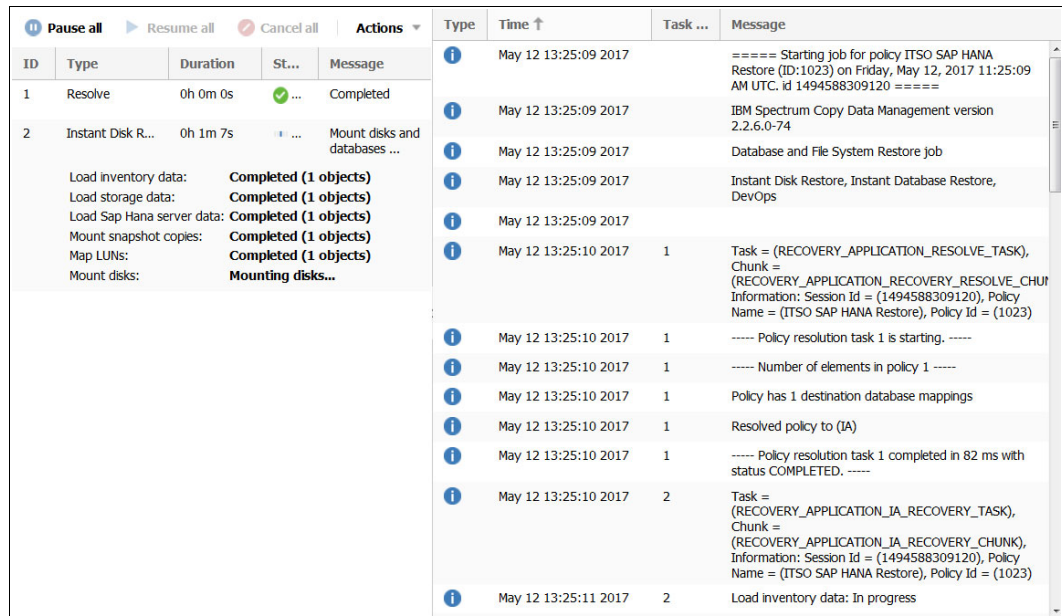 Pause all Resume all Cancel all Actions
ID Type Duration St... Message
1 Resolve 0h 0m 0s ... Completed
2 Instant Disk R... 0h 1m 7s ... Mount disks and
databases ...
Load inventory data: Completed (1 objects)
Load storage data: Completed (1 objects)
Load Sap Hana server data: Completed (1 objects)
Mount snapshot copies: Completed (1 objects)
Map LUNs: Completed (1 objects)
Mount disks: Mounting disks...
Type Time Task ... Message
May 12 13:25:09 2017 ===== Starting job for policy ITSO SAP HANA
Restore (ID:1023) on Friday, May 12, 2017 11:25:09
AM UTC. id 1494588309120 =====
May 12 13:25:09 2017 IBM Spectrum Copy Data Management version
2.2.6.0-74
May 12 13:25:09 2017 Database and File System Restore job
May 12 13:25:09 2017 Instant Disk Restore, Instant Database Restore,
DevOps
May 12 13:25:09 2017
May 12 13:25:10 2017 1 Task = (RECOVERY_APPLICATION_RESOLVE_TASK),
Chunk =
(RECOVERY_APPLICATION_RECOVERY_RESOLVE_CHUN
Information: Session Id = (1494588309120), Policy
Name = (ITSO SAP HANA Restore), Policy Id = (1023)
May 12 13:25:10 2017 1 ----- Policy resolution task 1 is starting. -----
May 12 13:25:10 2017 1 ----- Number of elements in policy 1 -----
May 12 13:25:10 2017 1 Policy has 1 destination database mappings
May 12 13:25:10 2017 1 Resolved policy to (IA)
May 12 13:25:10 2017 1 ----- Policy resolution task 1 completed in 82 ms with
status COMPLETED. -----
May 12 13:25:10 2017 2 Task =
(RECOVERY_APPLICATION_IA_RECOVERY_TASK),
Chunk =
(RECOVERY_APPLICATION_IA_RECOVERY_CHUNK),
Information: Session Id = (1494588309120), Policy
Name = (ITSO SAP HANA Restore), Policy Id = (1023)
May 12 13:25:11 2017 2 Load inventory data: In progress